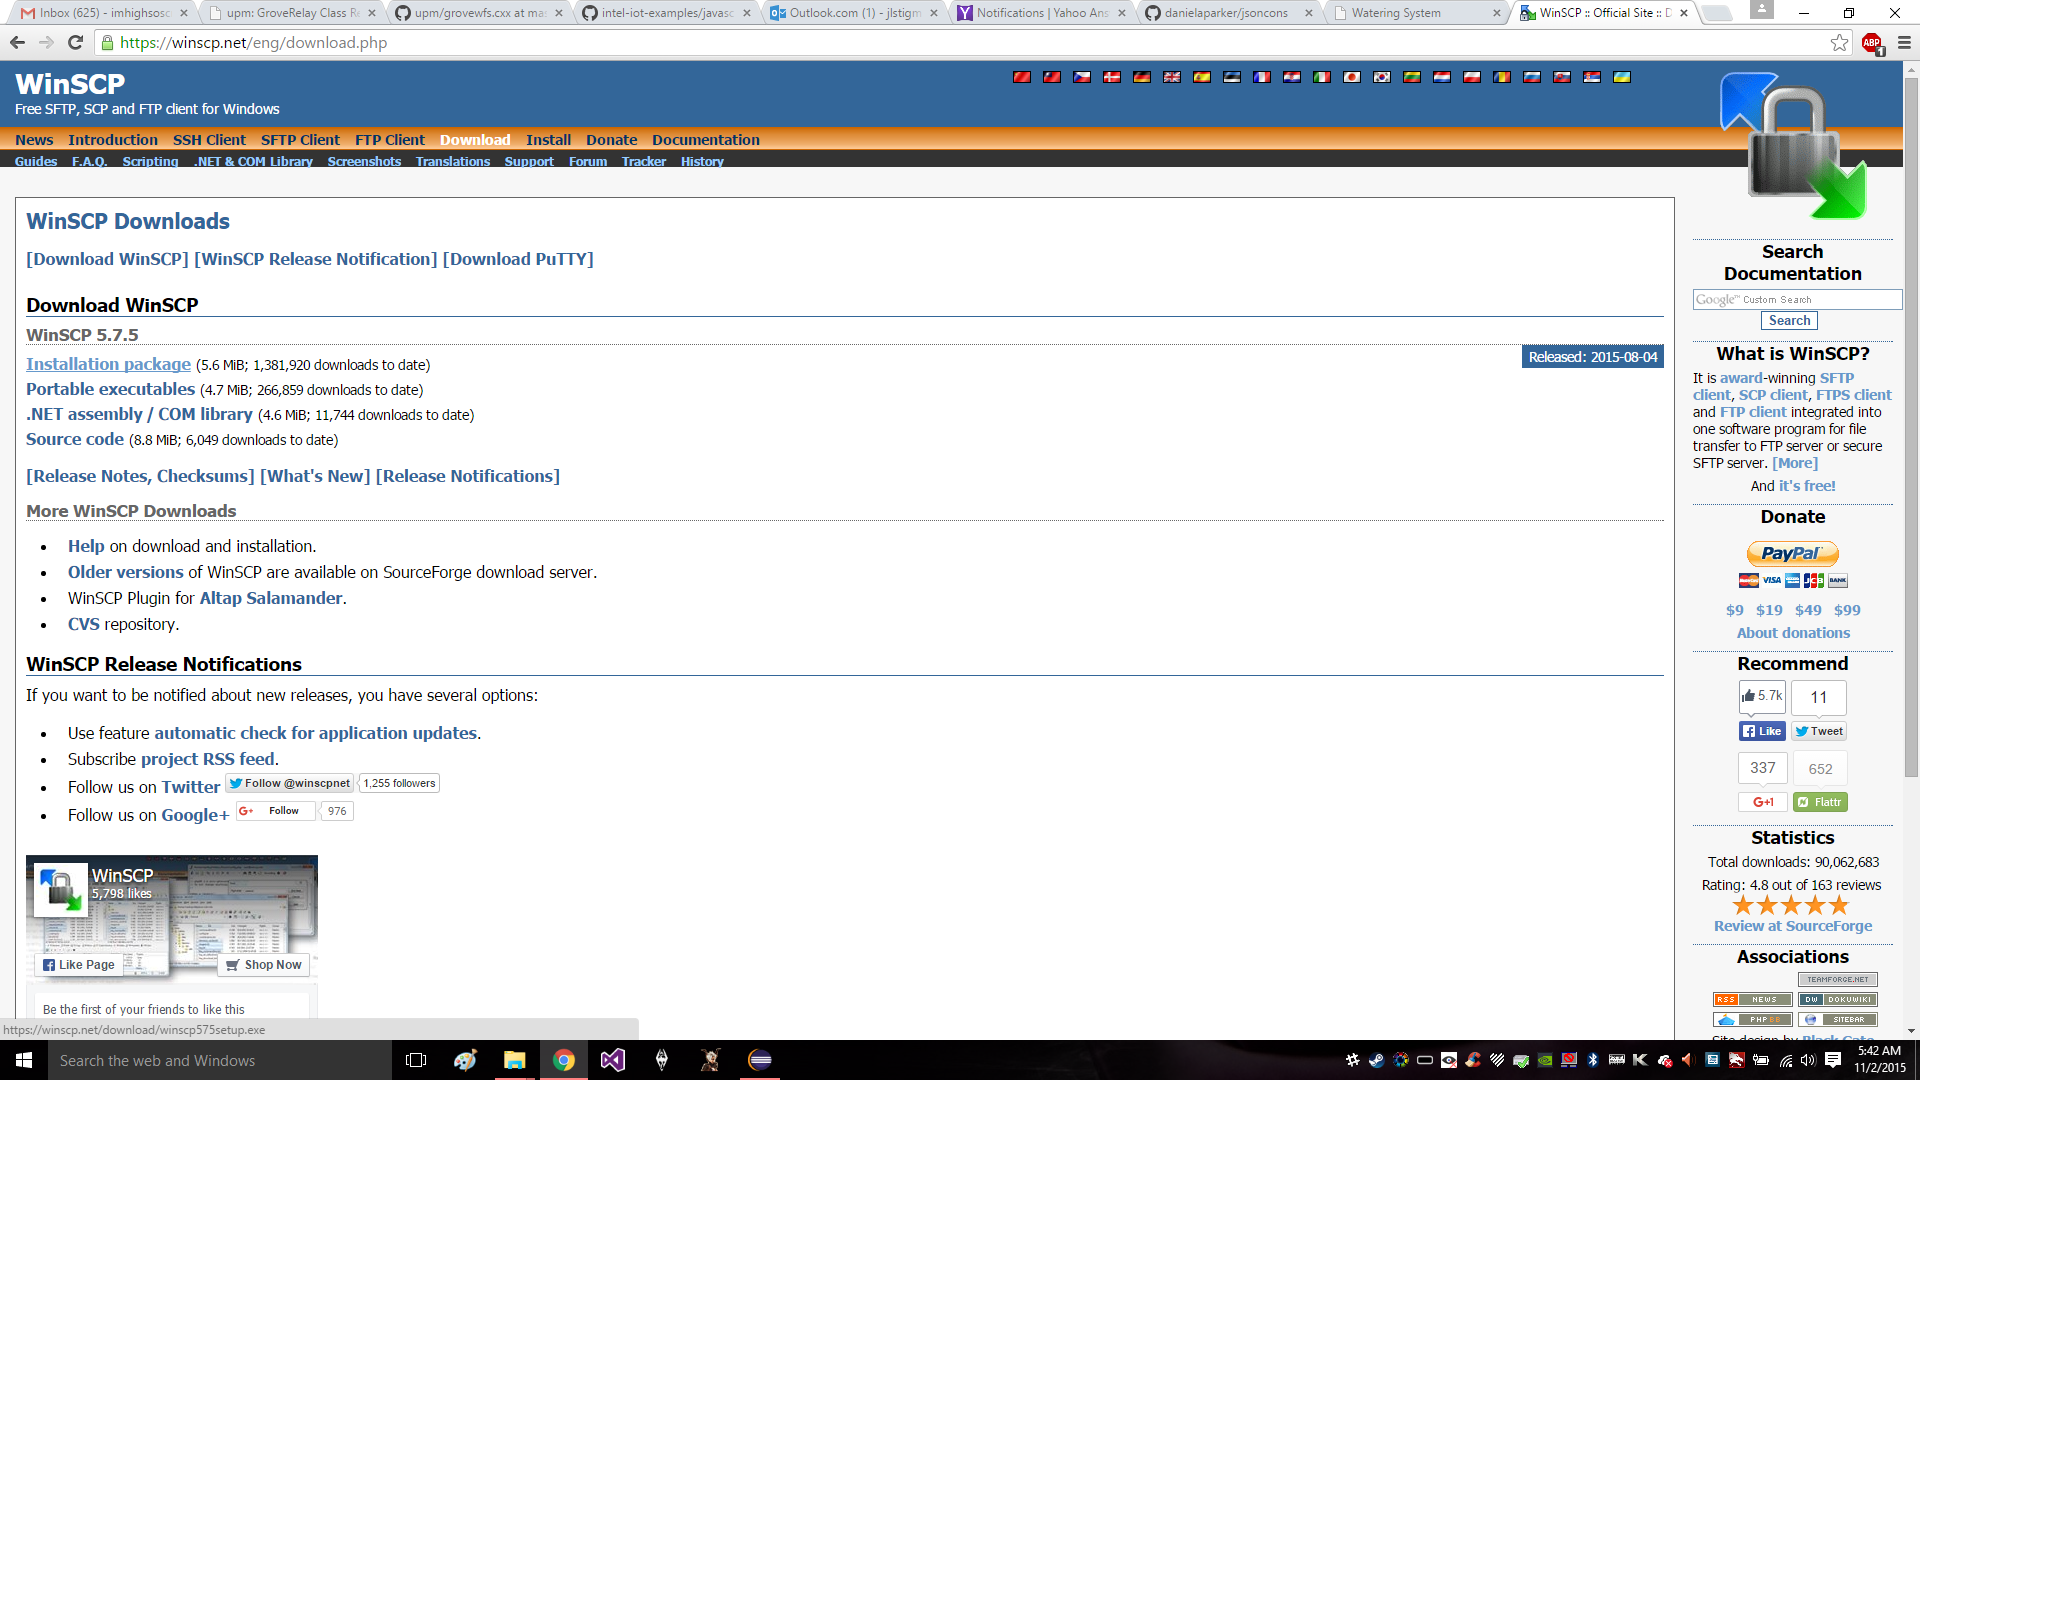 Inbox (625) - imhighsosc
upm: GroveRelay Class Re
upm/grovewfs.cxx at mas
intel-iot-examples/javasc
Outlook.com (1) - jlstigm
Notifications | Yahoo Ans
danielaparker/jsoncons
Watering System
WinSCP :: Official Site :: D
https://winscp.net/eng/download.php
ABP 1
WinSCP
Free SFTP, SCP and FTP client for Windows
News Introduction SSH Client SFTP Client FTP Client Download Install Donate Documentation
Guides F.A.Q. Scripting .NET & COM Library Screenshots Translations Support Forum Tracker History
WinSCP Downloads
[Download WinSCP] [WinSCP Release Notification] [Download PuTTY]
Download WinSCP
WinSCP 5.7.5
Released: 2015-08-04
Installation package (5.6 MiB; 1,381,920 downloads to date)
Portable executables (4.7 MiB; 266,859 downloads to date)
.NET assembly / COM library (4.6 MiB; 11,744 downloads to date)
Source code (8.8 MiB; 6,049 downloads to date)
[Release Notes, Checksums] [What's New] [Release Notifications]
More WinSCP Downloads
Help on download and installation.
Older versions of WinSCP are available on SourceForge download server.
WinSCP Plugin for Altap Salamander.
CVS repository.
WinSCP Release Notifications
If you want to be notified about new releases, you have several options:
Use feature automatic check for application updates.
Subscribe project RSS feed.
Follow us on Twitter Follow @winscpnet 1,255 followers
Follow us on Google+ G+ Follow 976
WinSCP
5,798 likes
Like Page
Shop Now
Be the first of your friends to like this
https://winscp.net/download/winscp575setup.exe
Search
Documentation
Google™ Custom Search
Search
What is WinSCP?
It is award-winning SFTP
client, SCP client, FTPS client
and FTP client integrated into
one software program for file
transfer to FTP server or secure
SFTP server. [More]
And it's free!
Donate
PayPal
VISA JCB BANK
$9 $19 $49 $99
About donations
Recommend
5.7k 11
Like Tweet
337 652
G+1 Flattr
Statistics
Total downloads: 90,062,683
Rating: 4.8 out of 163 reviews
Review at SourceForge
Associations
TEAMFORGE.NET
RSS NEWS DW DOKUWIKI
PHPBB SITEBAR
Site design by Black Gate
Search the web and Windows
5:42 AM
11/2/2015